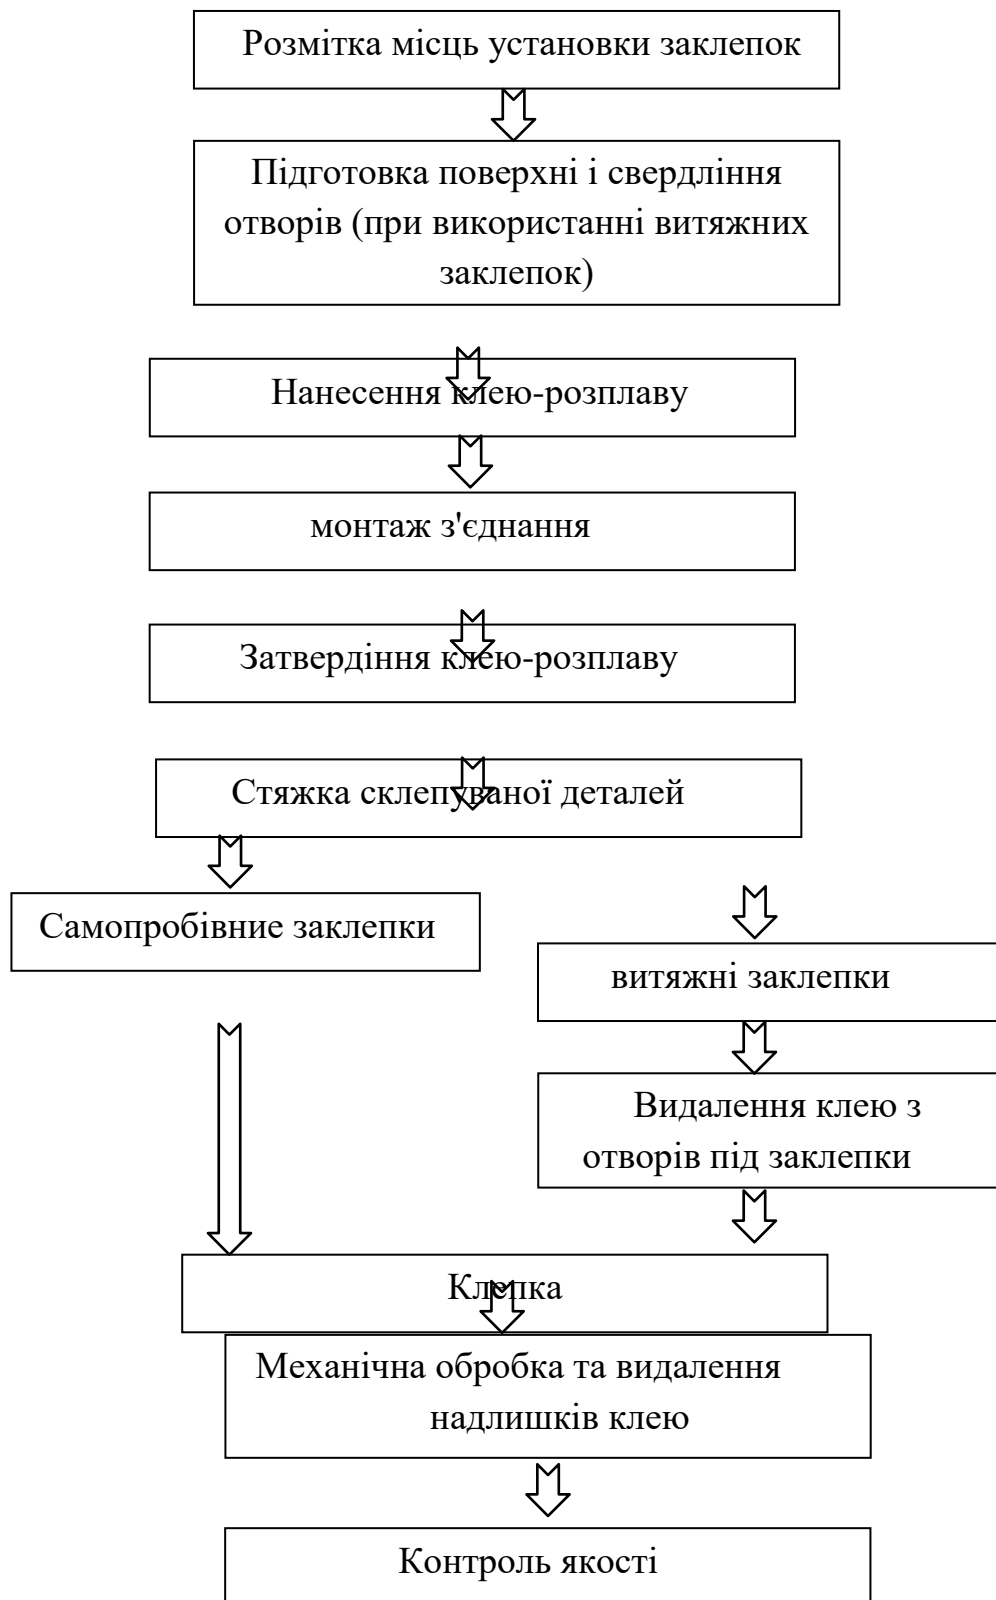 Розмітка місць установки заклепок
Підготовка поверхні і свердління
отворів (при використанні витяжних
заклепок)
Нанесення клею-розплаву
монтаж з'єднання
Затвердіння клею-розплаву
Стяжка склепуваної деталей
Самопробівние заклепки
витяжні заклепки
Видалення клею з
отворів під заклепки
Клепка
Механічна обробка та видалення
надлишків клею
Контроль якості